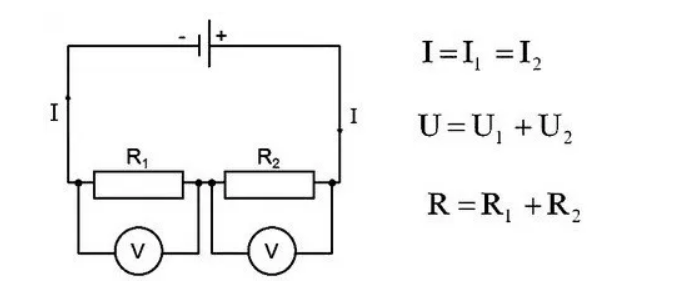 - +
I I
R₁ R₂
V V
I=I₁ =I₂
U=U₁ +U₂
R=R₁ +R₂